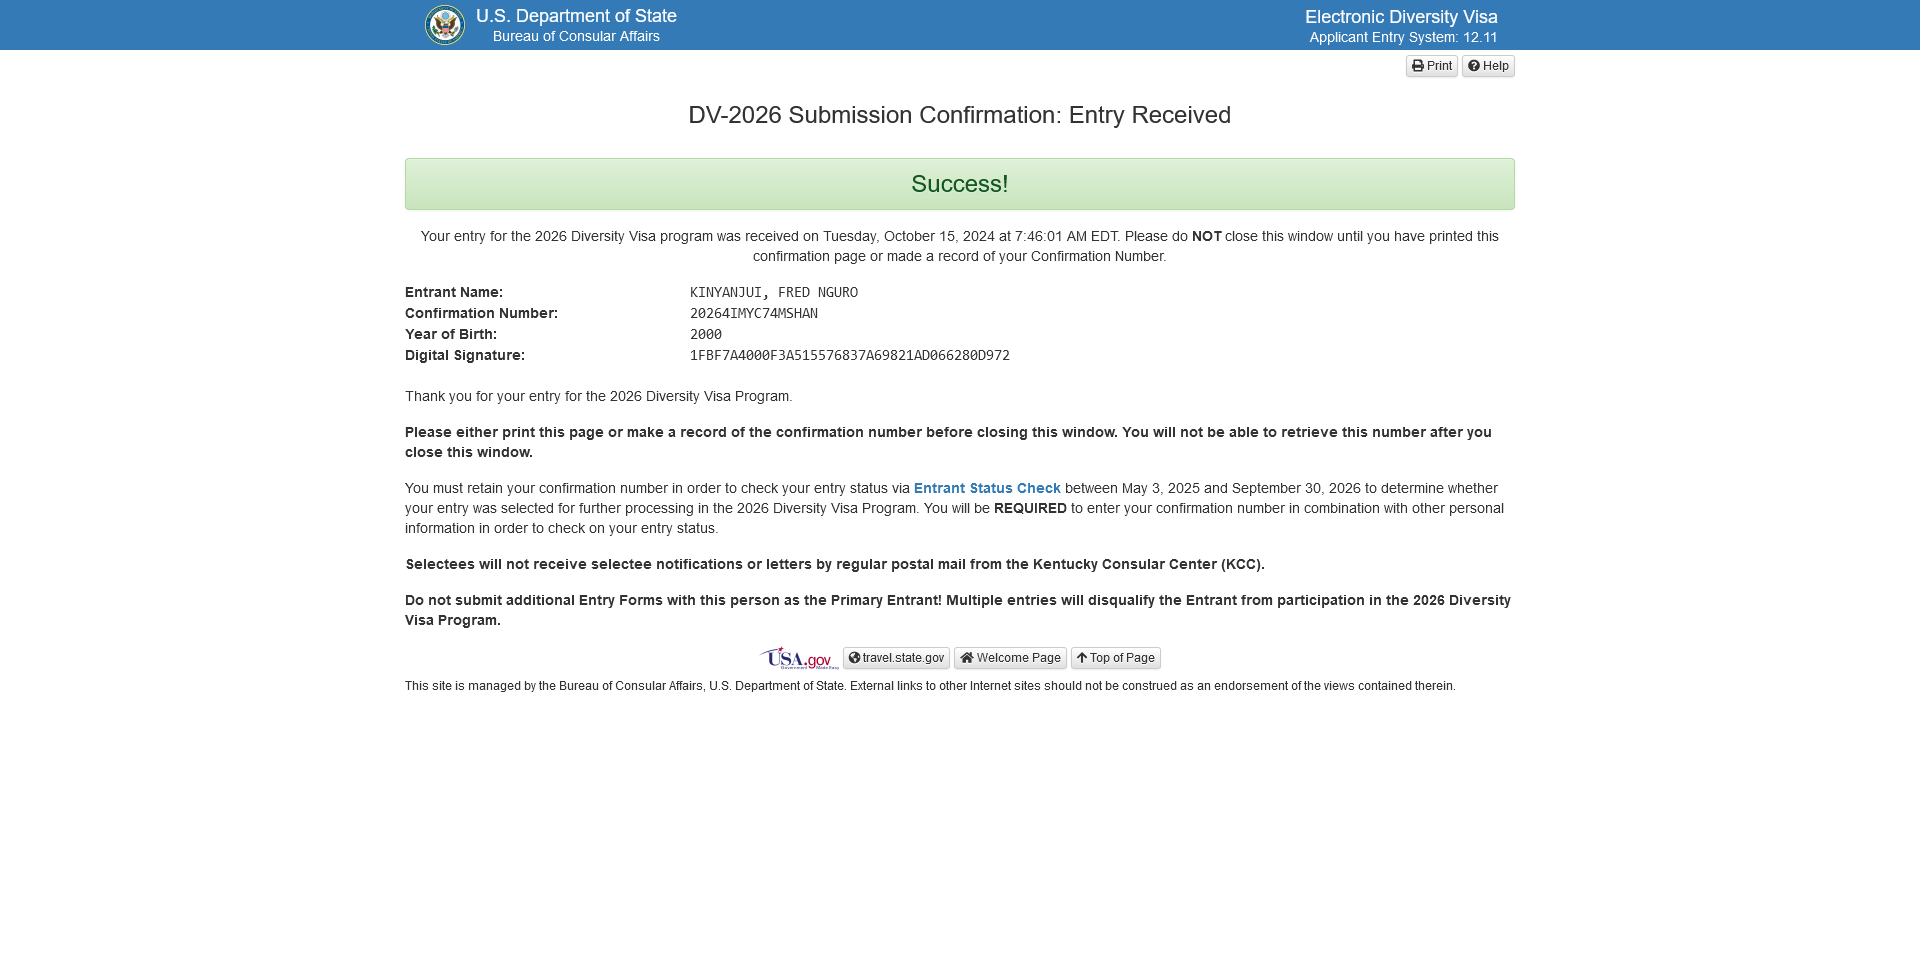 U.S. Department of State
Bureau of Consular Affairs
Electronic Diversity Visa
Applicant Entry System: 12.11
Print Help
DV-2026 Submission Confirmation: Entry Received
Success!
Your entry for the 2026 Diversity Visa program was received on Tuesday, October 15, 2024 at 7:46:01 AM EDT. Please do NOT close this window until you have printed this
confirmation page or made a record of your Confirmation Number.
Entrant Name: KINYANJUI, FRED NGURO
Confirmation Number: 20264IMYC74MSHAN
Year of Birth: 2000
Digital Signature: 1FBF7A4000F3A515576837A69821AD066280D972
Thank you for your entry for the 2026 Diversity Visa Program.
Please either print this page or make a record of the confirmation number before closing this window. You will not be able to retrieve this number after you
close this window.
You must retain your confirmation number in order to check your entry status via Entrant Status Check between May 3, 2025 and September 30, 2026 to determine whether
your entry was selected for further processing in the 2026 Diversity Visa Program. You will be REQUIRED to enter your confirmation number in combination with other personal
information in order to check on your entry status.
Selectees will not receive selectee notifications or letters by regular postal mail from the Kentucky Consular Center (KCC).
Do not submit additional Entry Forms with this person as the Primary Entrant! Multiple entries will disqualify the Entrant from participation in the 2026 Diversity
Visa Program.
USA.gov travel.state.gov Welcome Page Top of Page
Government Made Easy
This site is managed by the Bureau of Consular Affairs, U.S. Department of State. External links to other Internet sites should not be construed as an endorsement of the views contained therein.